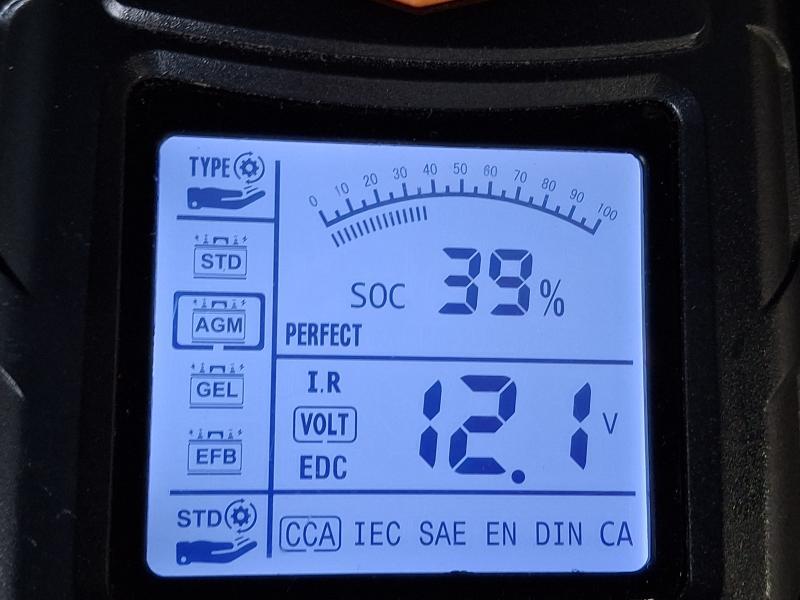 TYPE
0 10 20 30 40 50 60 70 80 90 100
STD
SOC 39%
AGM
PERFECT
GEL
I.R
VOLT 12.1 V
EFB
EDC
STD
CCA IEC SAE EN DIN CA